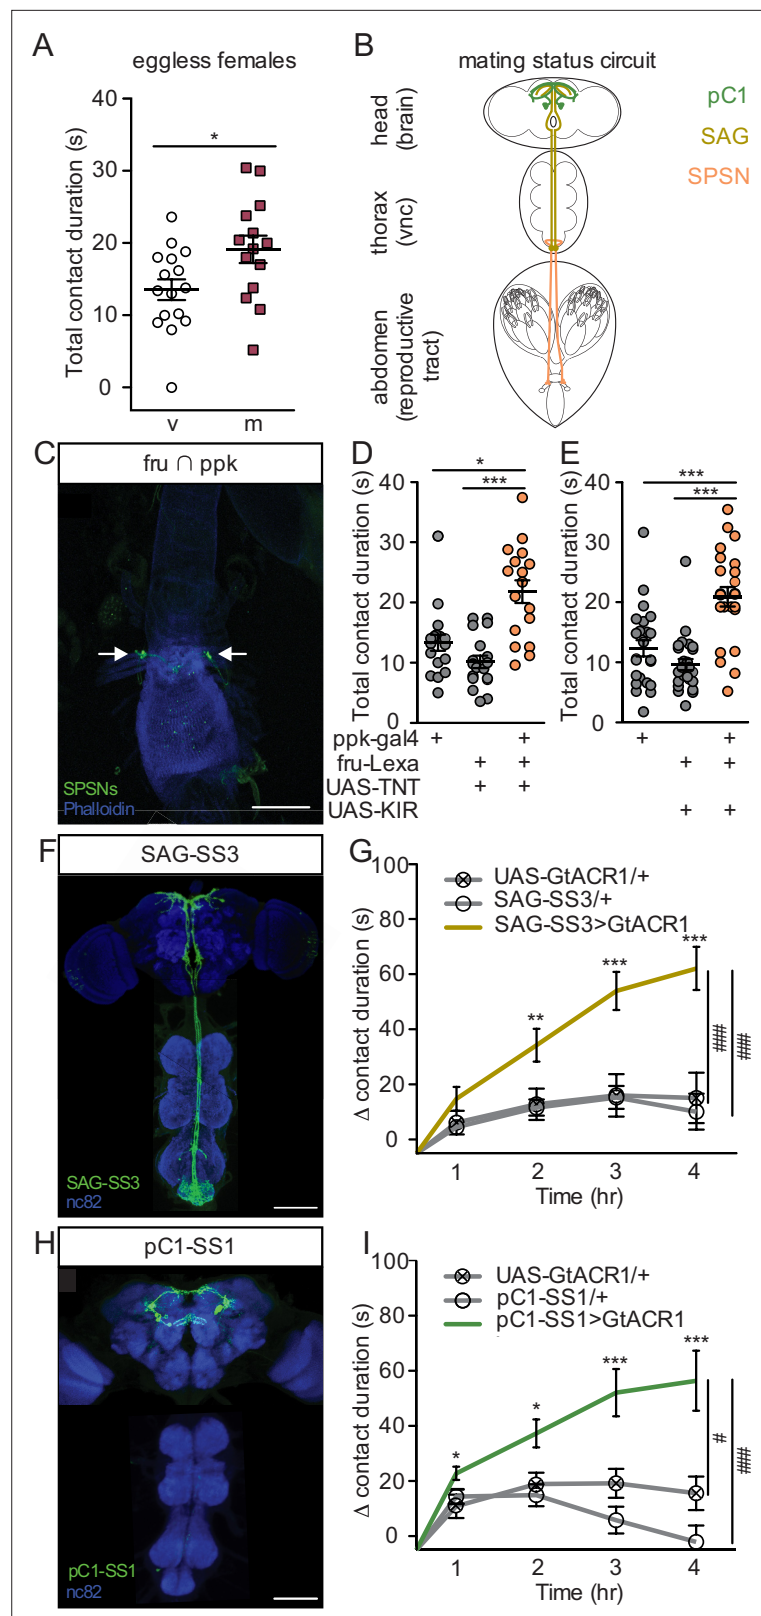 A
eggless females
Total contact duration (s)
40
30
20
10
0
*
v
m
B
mating status circuit
head
(brain)
thorax
(vnc)
abdomen
(reproductive
tract)
pC1
SAG
SPSN
C
fru ∩ ppk
SPSNs
Phalloidin
D
Total contact duration (s)
40
30
20
10
0
*
***
E
Total contact duration (s)
40
30
20
10
0
***
***
ppk-gal4 + + + +
fru-Lexa + + + +
UAS-TNT + +
UAS-KIR + +
F
SAG-SS3
SAG-SS3
nc82
G
Δ contact duration (s)
100
80
60
40
20
0
UAS-GtACR1/+
SAG-SS3/+
SAG-SS3>GtACR1
**
***
***
###
###
1 2 3 4
Time (hr)
H
pC1-SS1
pC1-SS1
nc82
I
Δ contact duration (s)
100
80
60
40
20
0
UAS-GtACR1/+
pC1-SS1/+
pC1-SS1>GtACR1
*
*
***
***
#
###
1 2 3 4
Time (hr)